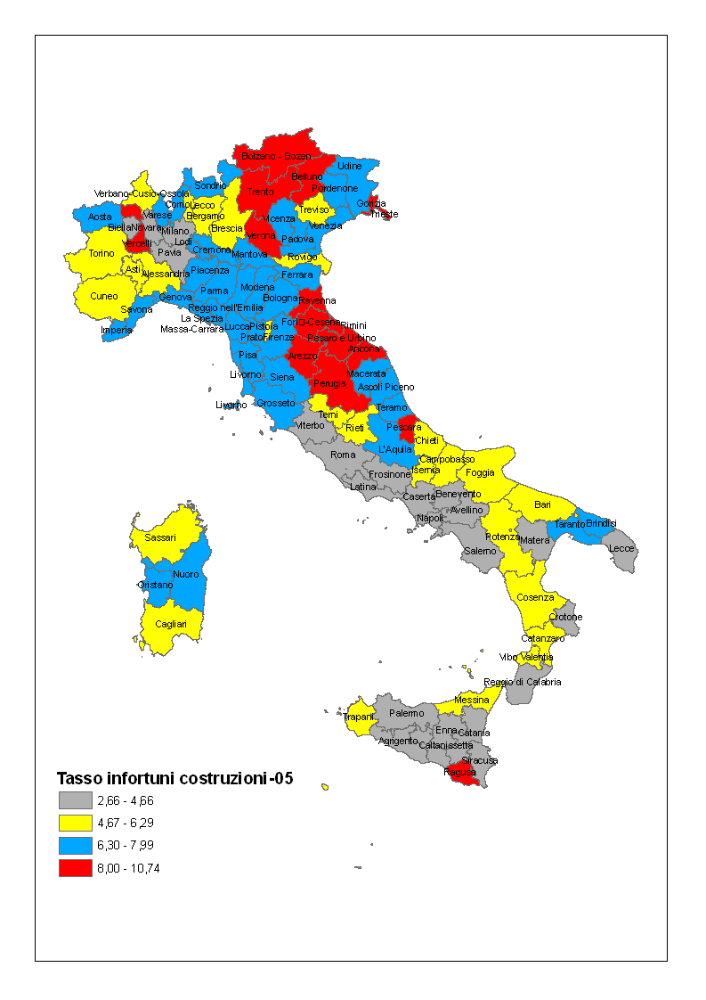 Bolzano - Bozen
Udine
Belluno
Sondrio
Trento
Pordenone
Verbano-Cusio-Ossola
Como
Lecco
Gorizia
Treviso
Trieste
Aosta
Varese
Bergamo
Vicenza
Venezia
Biella
Novara
Milano
Brescia
Verona
Padova
Vercelli
Lodi
Cremona
Torino
Pavia
Mantova
Rovigo
Asti
Alessandria
Piacenza
Ferrara
Cuneo
Parma
Modena
Genova
Bologna
Ravenna
Savona
Reggio nell'Emilia
La Spezia
Forlì-Cesena
Rimini
Imperia
Massa-Carrara
Lucca
Pistoia
Prato
Firenze
Pesaro e Urbino
Ancona
Pisa
Arezzo
Livorno
Siena
Macerata
Perugia
Ascoli Piceno
Livorno
Grosseto
Teramo
Terni
Viterbo
Rieti
Pescara
Chieti
L'Aquila
Roma
Campobasso
Isernia
Foggia
Frosinone
Latina
Caserta
Benevento
Bari
Avellino
Napoli
Taranto
Brindisi
Sassari
Potenza
Matera
Salerno
Lecce
Nuoro
Oristano
Cosenza
Cagliari
Crotone
Catanzaro
Vibo Valentia
Reggio di Calabria
Messina
Trapani
Palermo
Enna
Catania
Agrigento
Caltanissetta
Siracusa
Ragusa
Tasso infortuni costruzioni-05
2,66 - 4,66
4,67 - 6,29
6,30 - 7,99
8,00 - 10,74